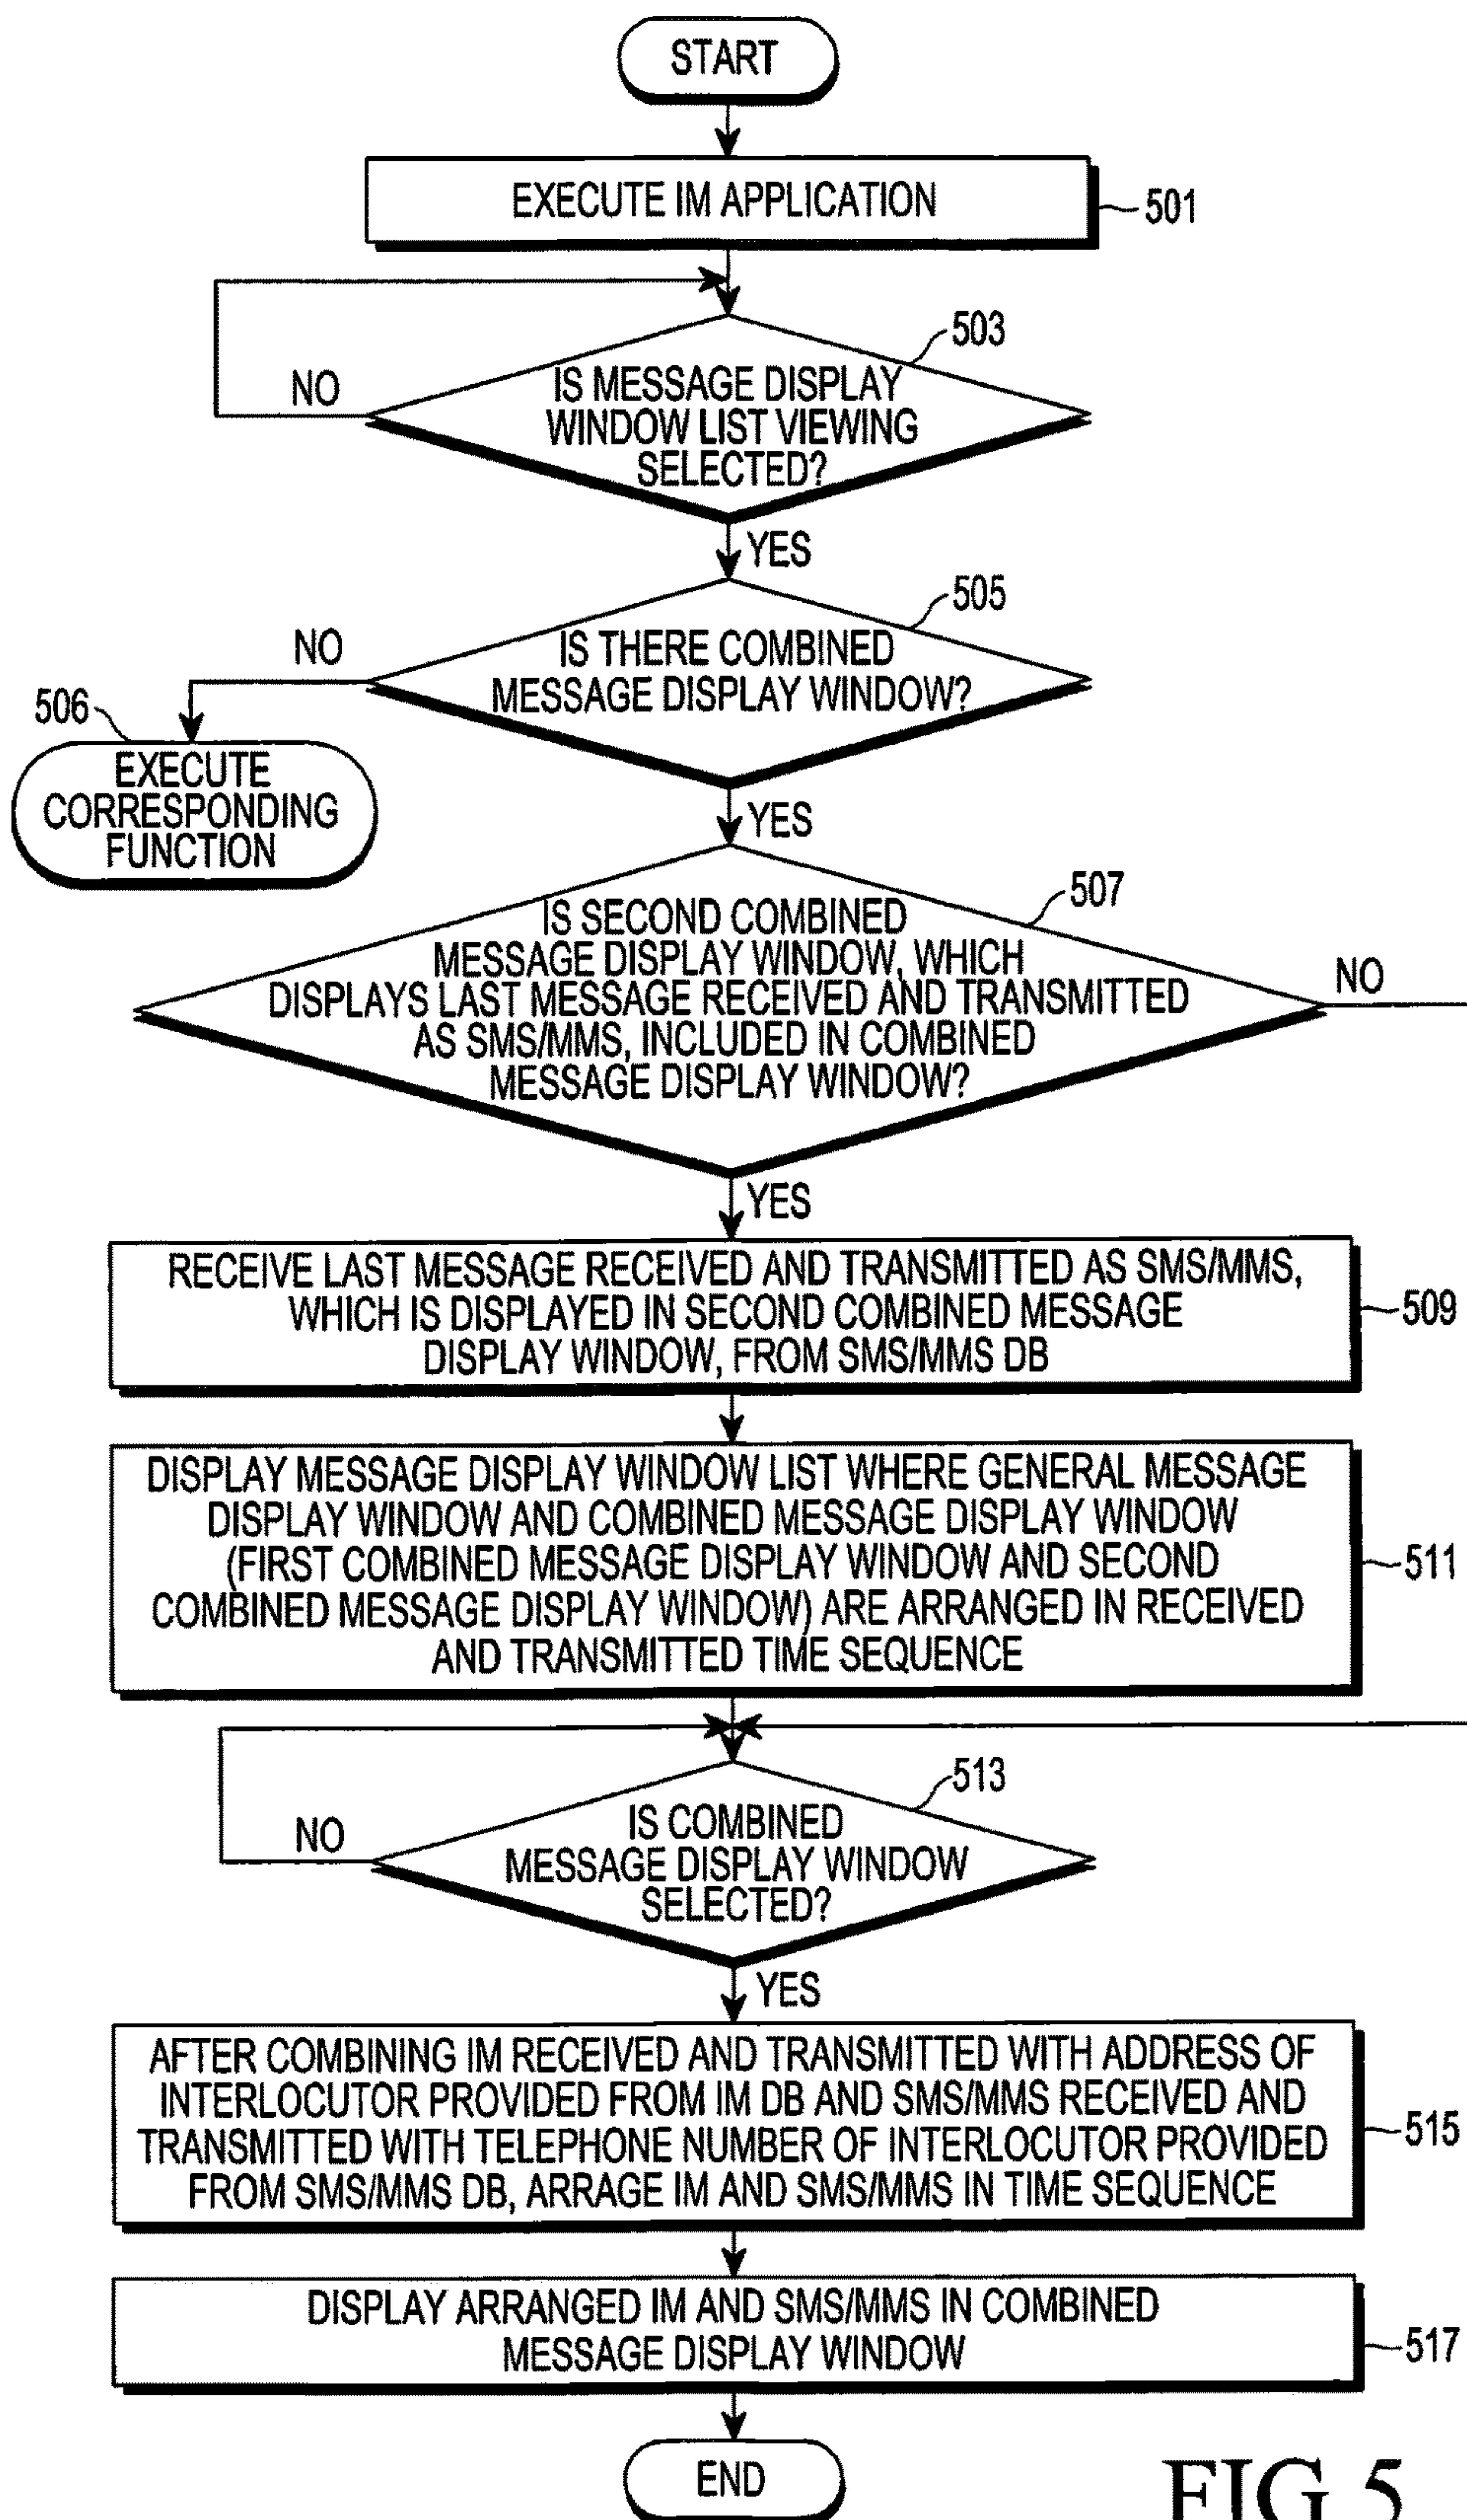 START
EXECUTE IM APPLICATION
501
503
NO
IS MESSAGE DISPLAY
WINDOW LIST VIEWING
SELECTED?
YES
505
NO
IS THERE COMBINED
MESSAGE DISPLAY WINDOW?
506
EXECUTE
CORRESPONDING
FUNCTION
YES
507
IS SECOND COMBINED
MESSAGE DISPLAY WINDOW, WHICH
DISPLAYS LAST MESSAGE RECEIVED AND TRANSMITTED
AS SMS/MMS, INCLUDED IN COMBINED
MESSAGE DISPLAY WINDOW?
NO
YES
RECEIVE LAST MESSAGE RECEIVED AND TRANSMITTED AS SMS/MMS,
WHICH IS DISPLAYED IN SECOND COMBINED MESSAGE
DISPLAY WINDOW, FROM SMS/MMS DB
509
DISPLAY MESSAGE DISPLAY WINDOW LIST WHERE GENERAL MESSAGE
DISPLAY WINDOW AND COMBINED MESSAGE DISPLAY WINDOW
(FIRST COMBINED MESSAGE DISPLAY WINDOW AND SECOND
COMBINED MESSAGE DISPLAY WINDOW) ARE ARRANGED IN RECEIVED
AND TRANSMITTED TIME SEQUENCE
511
513
NO
IS COMBINED
MESSAGE DISPLAY WINDOW
SELECTED?
YES
AFTER COMBINING IM RECEIVED AND TRANSMITTED WITH ADDRESS OF
INTERLOCUTOR PROVIDED FROM IM DB AND SMS/MMS RECEIVED AND
TRANSMITTED WITH TELEPHONE NUMBER OF INTERLOCUTOR PROVIDED
FROM SMS/MMS DB, ARRAGE IM AND SMS/MMS IN TIME SEQUENCE
515
DISPLAY ARRANGED IM AND SMS/MMS IN COMBINED
MESSAGE DISPLAY WINDOW
517
END
FIG.5